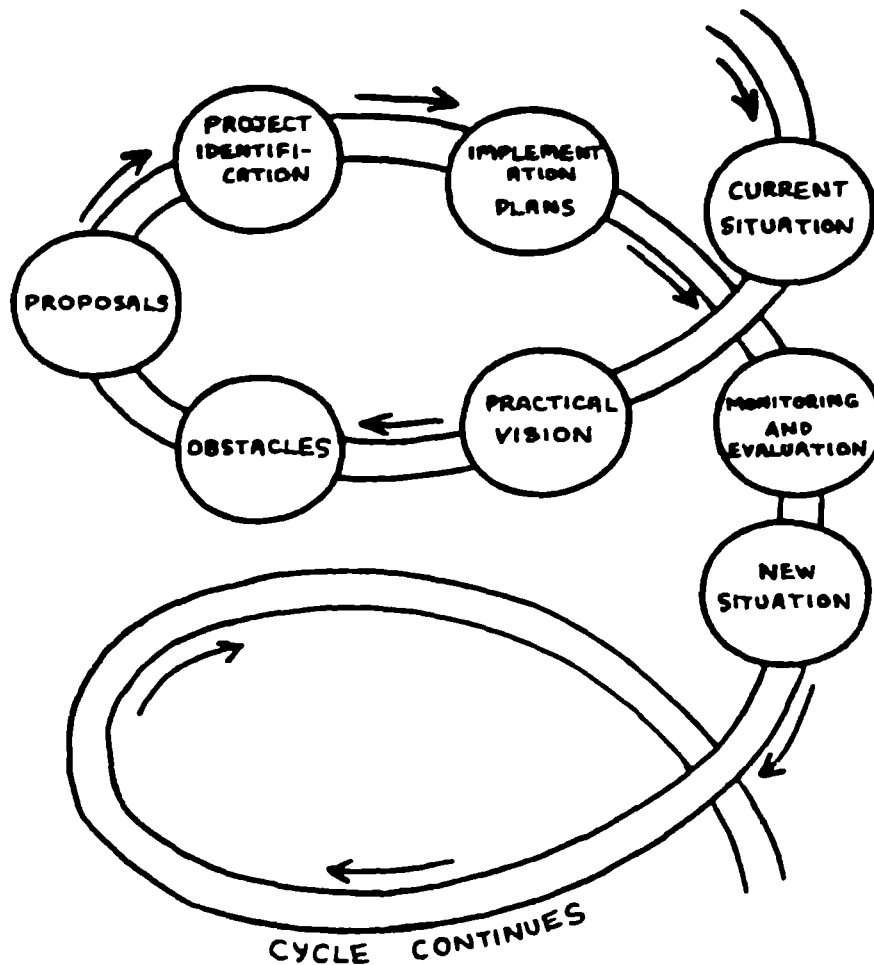 CURRENT
SITUATION
PRACTICAL
VISION
OBSTACLES
PROPOSALS
PROJECT
IDENTIFI-
CATION
IMPLEMENT
ATION
PLANS
MONITORING
AND
EVALUATION
NEW
SITUATION
CYCLE CONTINUES